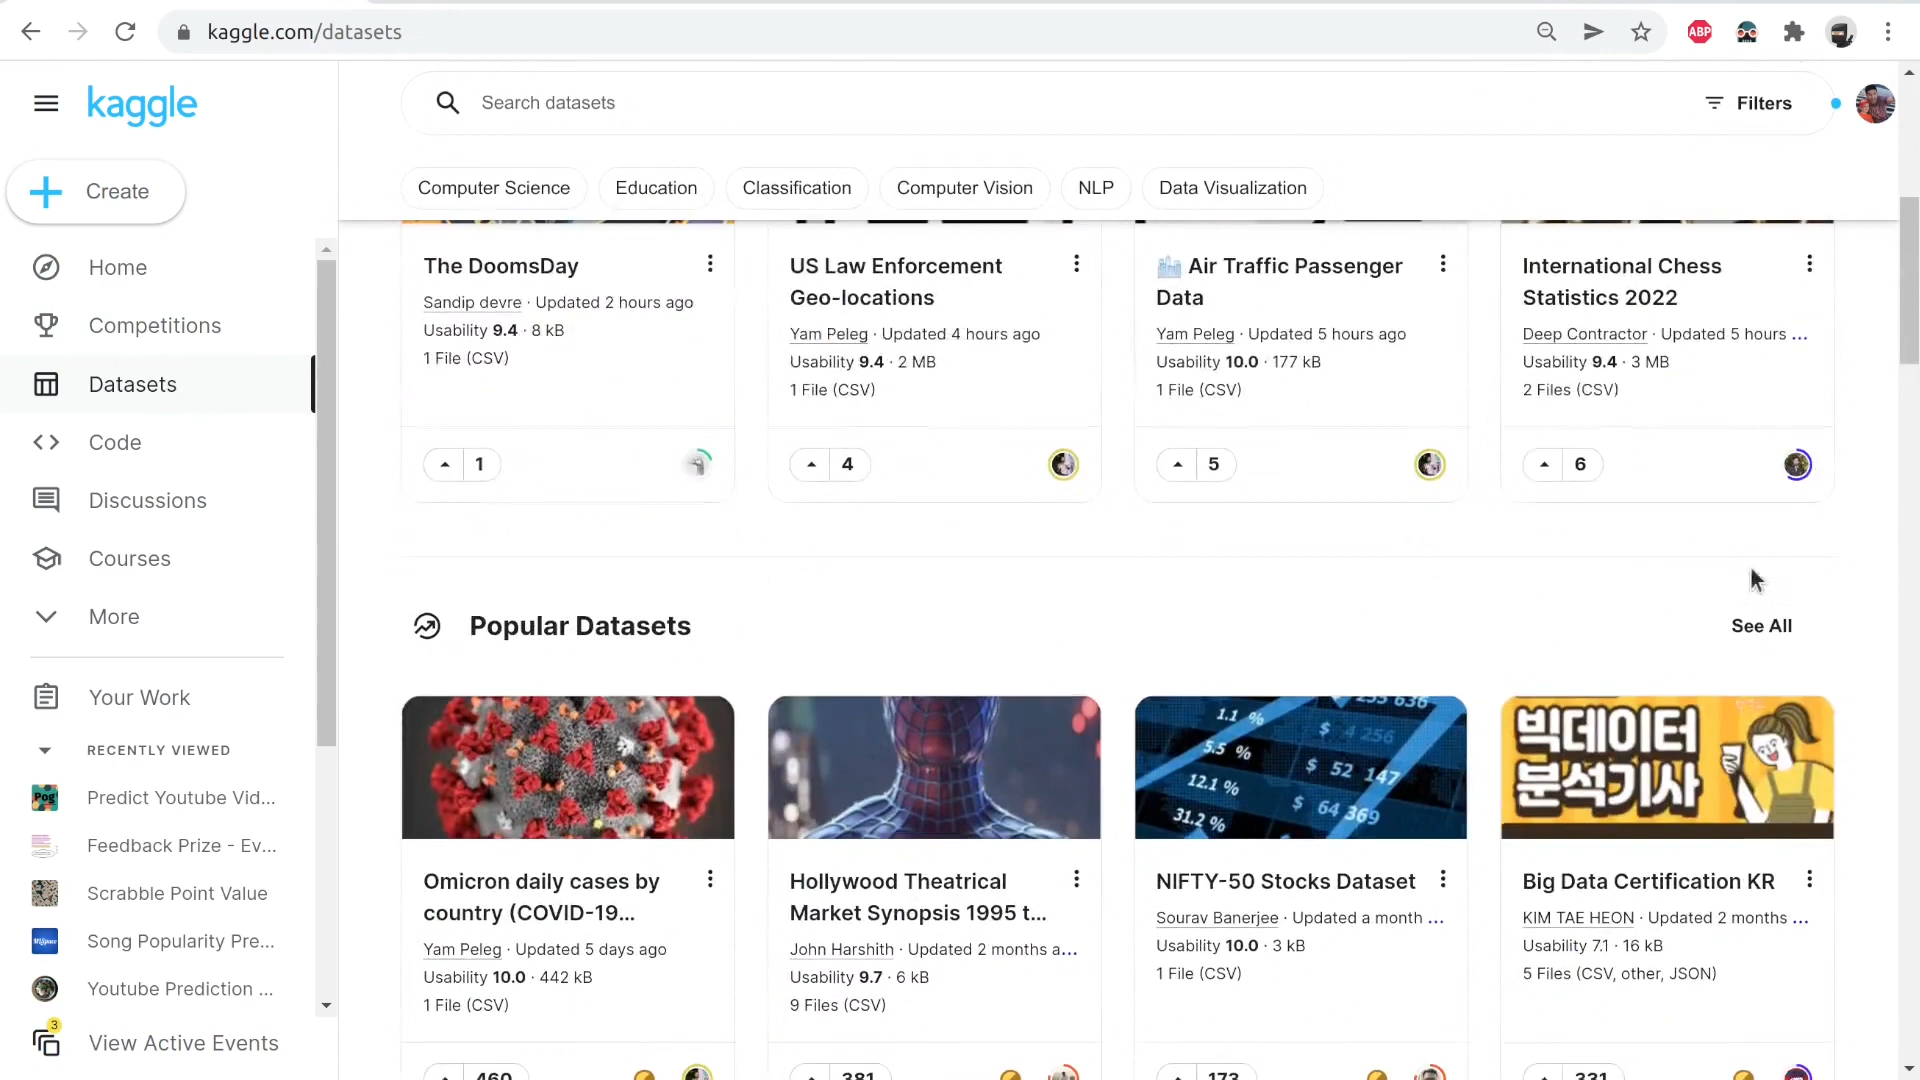 kaggle.com/datasets
ABP
kaggle
Search datasets
Filters
Create
Computer Science
Education
Classification
Computer Vision
NLP
Data Visualization
Home
Competitions
Datasets
Code
Discussions
Courses
More
Your Work
RECENTLY VIEWED
Pog
Predict Youtube Vid...
Feedback Prize - Ev...
Scrabble Point Value
Song Popularity Pre...
Youtube Prediction ...
3
View Active Events
The DoomsDay
Sandip devre · Updated 2 hours ago
Usability 9.4 · 8 kB
1 File (CSV)
1
US Law Enforcement
Geo-locations
Yam Peleg · Updated 4 hours ago
Usability 9.4 · 2 MB
1 File (CSV)
4
Air Traffic Passenger
Data
Yam Peleg · Updated 5 hours ago
Usability 10.0 · 177 kB
1 File (CSV)
5
International Chess
Statistics 2022
Deep Contractor · Updated 5 hours ...
Usability 9.4 · 3 MB
2 Files (CSV)
6
Popular Datasets
See All
Omicron daily cases by
country (COVID-19...
Yam Peleg · Updated 5 days ago
Usability 10.0 · 442 kB
1 File (CSV)
460
Hollywood Theatrical
Market Synopsis 1995 t...
John Harshith · Updated 2 months a...
Usability 9.7 · 6 kB
9 Files (CSV)
381
1.1 %
5.5 %
12.1 %
31.2 %
$ 4 256
$ 52 147
$ 64 369
NIFTY-50 Stocks Dataset
Sourav Banerjee · Updated a month ...
Usability 10.0 · 3 kB
1 File (CSV)
173
빅데이터
분석기사
Big Data Certification KR
KIM TAE HEON · Updated 2 months ...
Usability 7.1 · 16 kB
5 Files (CSV, other, JSON)
331